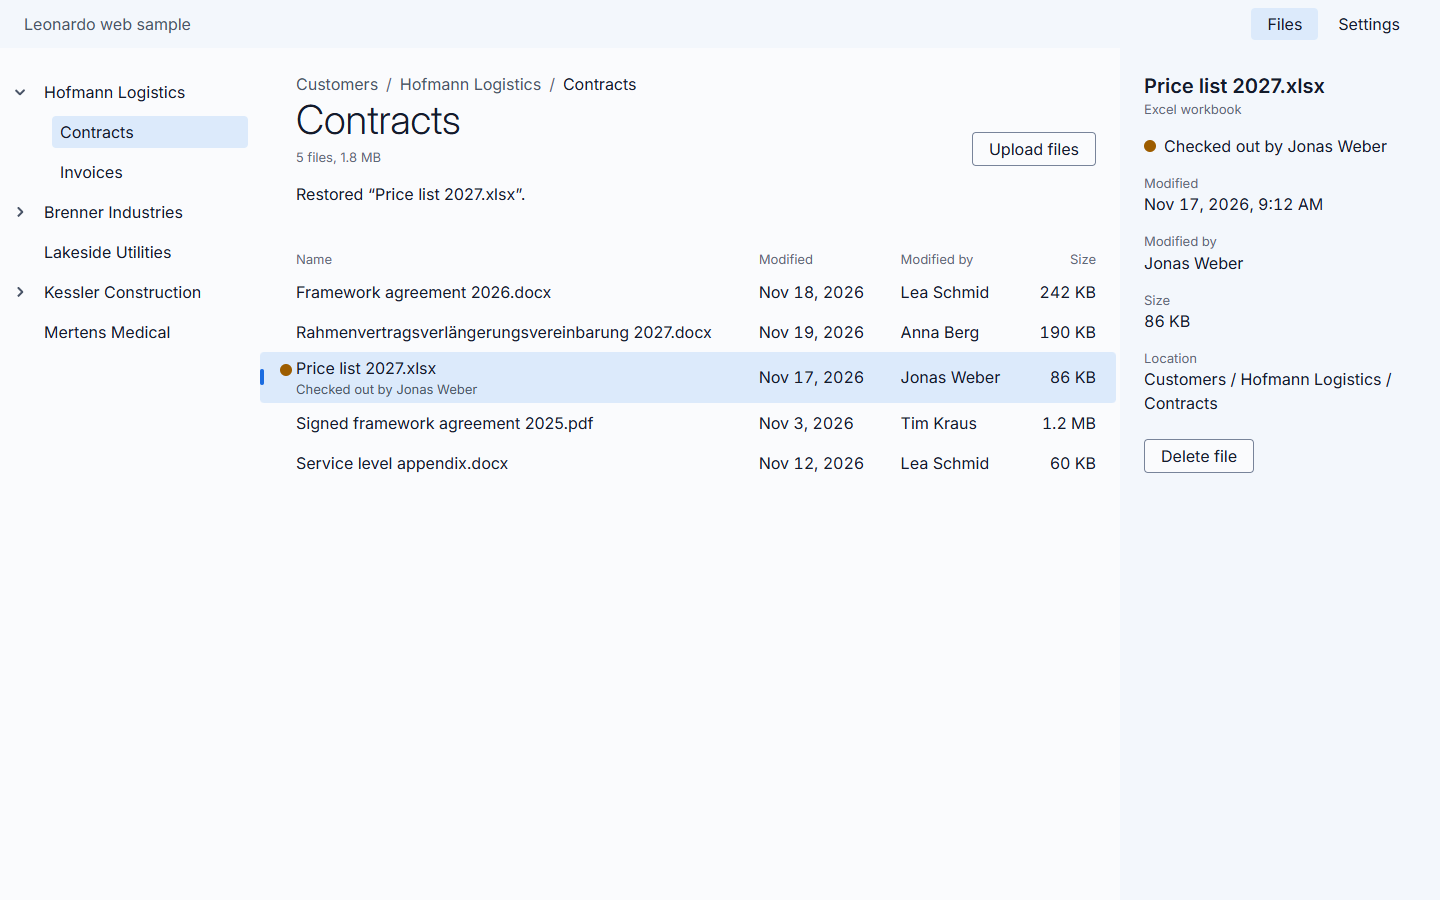 Leonardo web sample
Files
Settings
Hofmann Logistics
Contracts
Invoices
Brenner Industries
Lakeside Utilities
Kessler Construction
Mertens Medical
Customers / Hofmann Logistics / Contracts
Contracts
5 files, 1.8 MB
Upload files
Restored “Price list 2027.xlsx”.
Name Modified Modified by Size
Framework agreement 2026.docx Nov 18, 2026 Lea Schmid 242 KB
Rahmenvertragsverlängerungsvereinbarung 2027.docx Nov 19, 2026 Anna Berg 190 KB
Price list 2027.xlsx Nov 17, 2026 Jonas Weber 86 KB
Checked out by Jonas Weber
Signed framework agreement 2025.pdf Nov 3, 2026 Tim Kraus 1.2 MB
Service level appendix.docx Nov 12, 2026 Lea Schmid 60 KB
Price list 2027.xlsx
Excel workbook
Checked out by Jonas Weber
Modified
Nov 17, 2026, 9:12 AM
Modified by
Jonas Weber
Size
86 KB
Location
Customers / Hofmann Logistics /
Contracts
Delete file